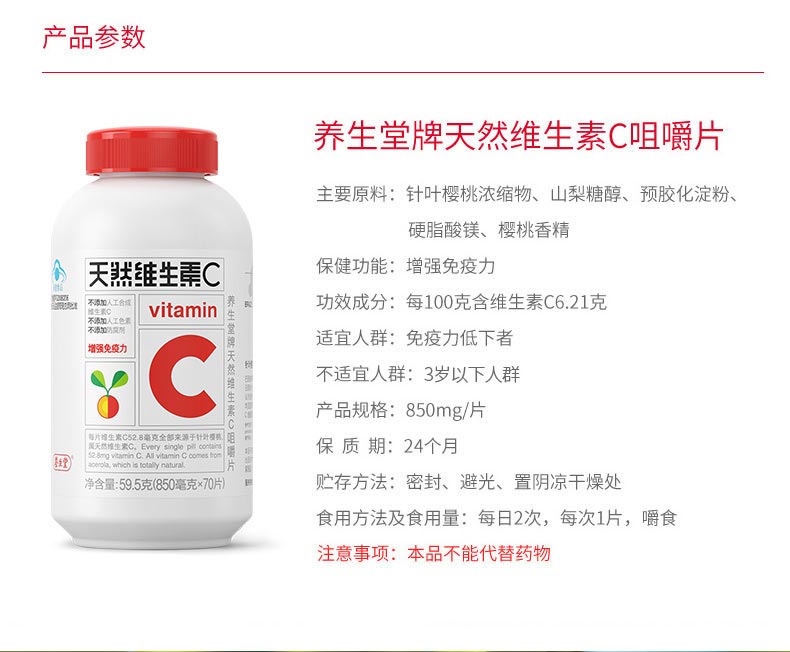 产品参数
养生堂牌天然维生素C咀嚼片
主要原料：针叶樱桃浓缩物、山梨糖醇、预胶化淀粉、
硬脂酸镁、樱桃香精
保健功能：增强免疫力
功效成分：每100克含维生素C6.21克
适宜人群：免疫力低下者
不适宜人群：3岁以下人群
产品规格：850mg/片
保 质 期：24个月
贮存方法：密封、避光、置阴凉干燥处
食用方法及食用量：每日2次，每次1片，嚼食
注意事项：本品不能代替药物
天然维生素C
不添加人工合成
维生素C
不添加人工色素
不添加防腐剂
增强免疫力
vitamin
C
养生堂牌天然维生素C咀嚼片
每片维生素C52.8毫克全部来源于针叶樱桃,
属天然维生素C。Every single pill contains
52.8mg vitamin C. All vitamin C comes from
acerola, which is totally natural.
净含量:59.5克(850毫克×70片)
养生堂